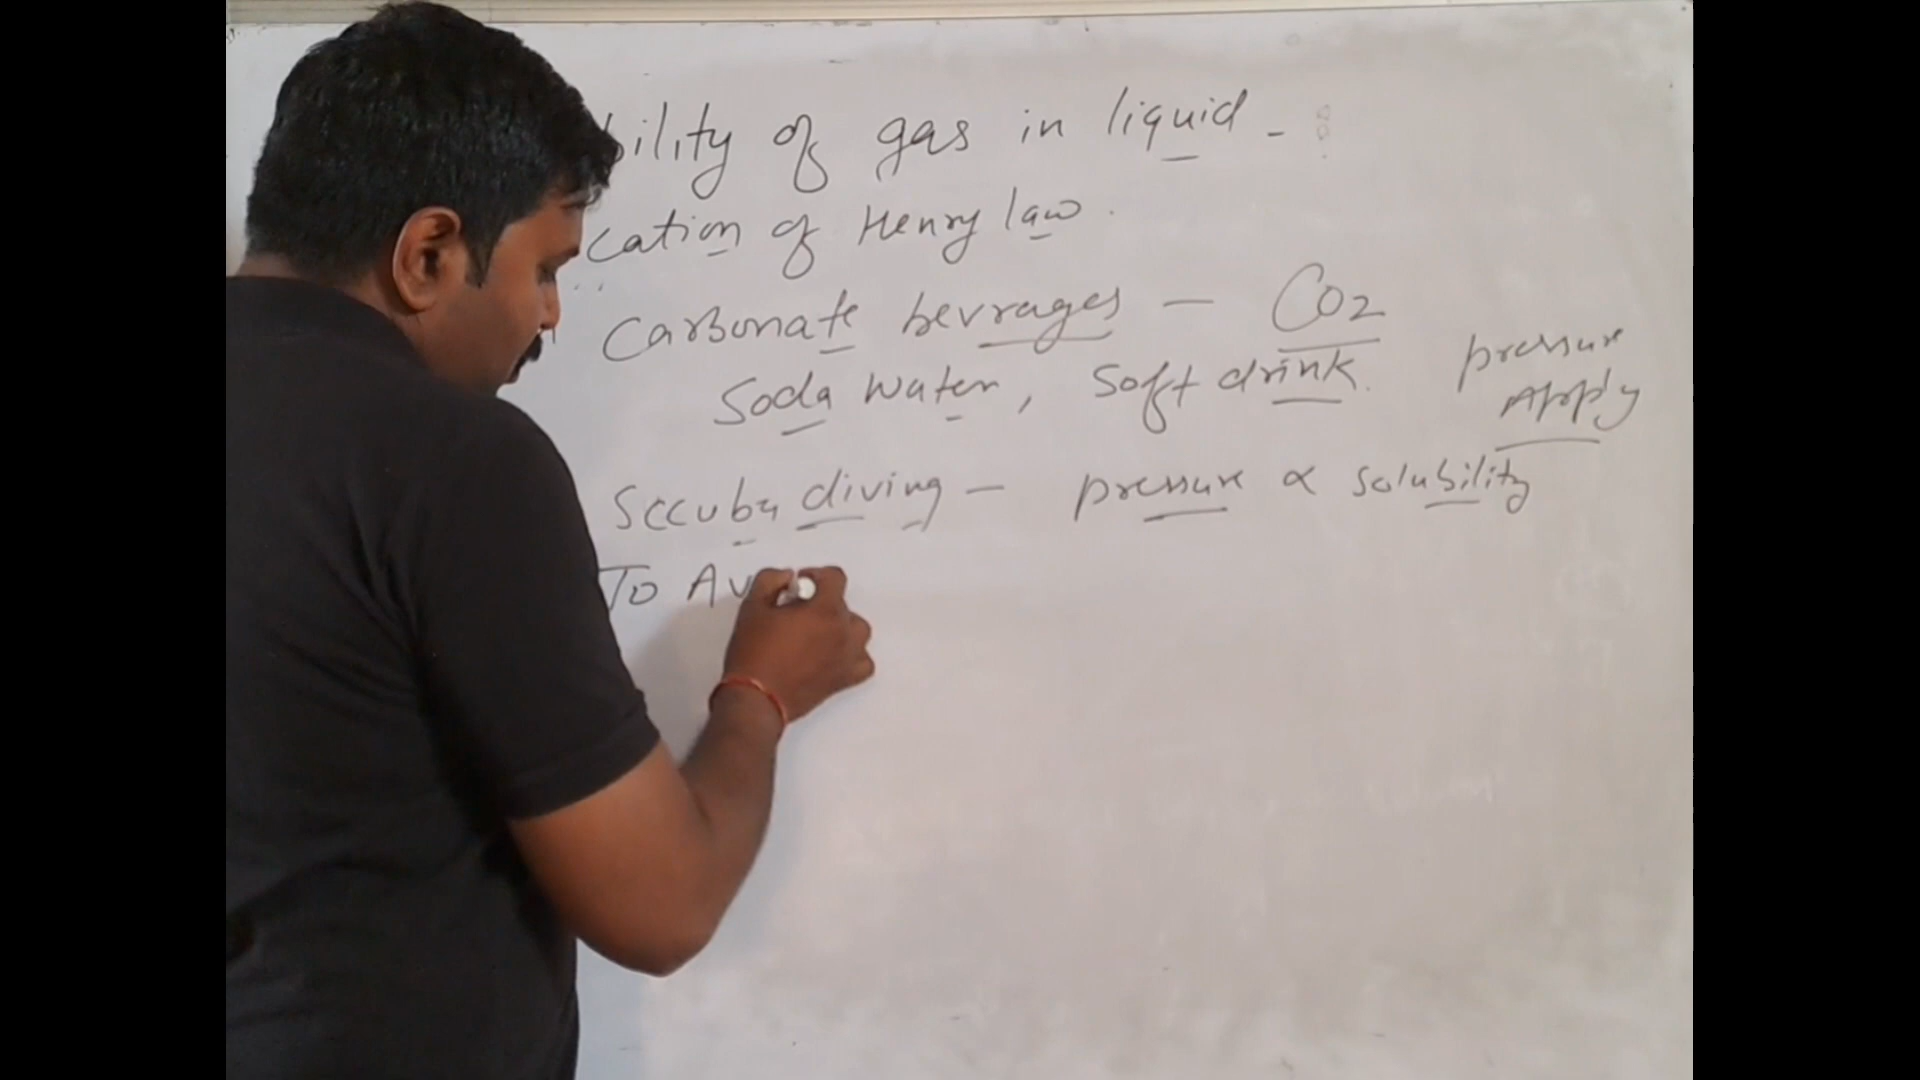 bility of gas in liquid -
cation of Henry law.
Carbonate bevrages — CO2
Soda water, Soft drink.
pressure
Apply
Sccuba diving — pressure ∝ solubility
To Av